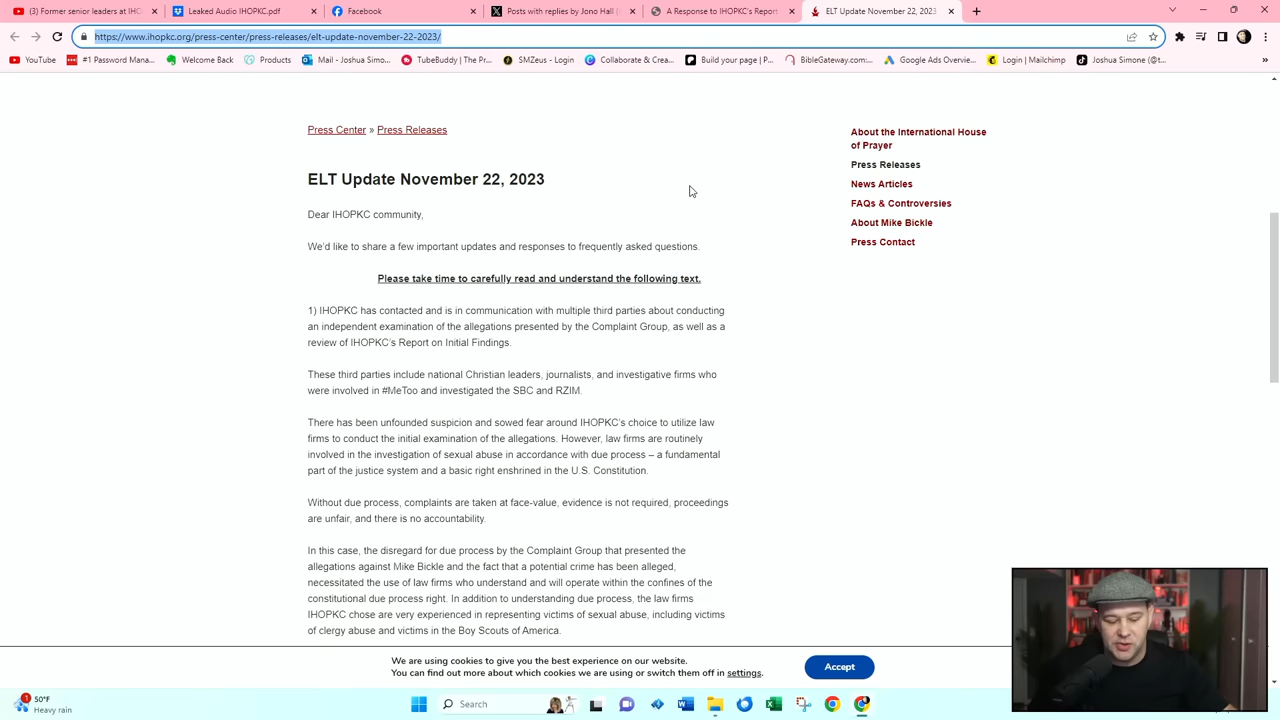 (3) Former senior leaders at IHO
Leaked Audio IHOPKC.pdf
Facebook
Posts with replies by Jono Hall (
A Response to IHOPKC's Report
ELT Update November 22, 2023
https://www.ihopkc.org/press-center/press-releases/elt-update-november-22-2023/
YouTube
#1 Password Mana...
Welcome Back
Products
Mail - Joshua Simo...
TubeBuddy | The Pr...
SMZeus - Login
Collaborate & Crea...
Build your page | P...
BibleGateway.com:...
Google Ads Overvie...
Login | Mailchimp
Joshua Simone (@t...
»
Press Center » Press Releases
ELT Update November 22, 2023
Dear IHOPKC community,
We'd like to share a few important updates and responses to frequently asked questions.
Please take time to carefully read and understand the following text.
1) IHOPKC has contacted and is in communication with multiple third parties about conducting
an independent examination of the allegations presented by the Complaint Group, as well as a
review of IHOPKC's Report on Initial Findings.
These third parties include national Christian leaders, journalists, and investigative firms who
were involved in #MeToo and investigated the SBC and RZIM.
There has been unfounded suspicion and sowed fear around IHOPKC's choice to utilize law
firms to conduct the initial examination of the allegations. However, law firms are routinely
involved in the investigation of sexual abuse in accordance with due process – a fundamental
part of the justice system and a basic right enshrined in the U.S. Constitution.
Without due process, complaints are taken at face-value, evidence is not required, proceedings
are unfair, and there is no accountability.
In this case, the disregard for due process by the Complaint Group that presented the
allegations against Mike Bickle and the fact that a potential crime has been alleged,
necessitated the use of law firms who understand and will operate within the confines of the
constitutional due process right. In addition to understanding due process, the law firms
IHOPKC chose are very experienced in representing victims of sexual abuse, including victims
of clergy abuse and victims in the Boy Scouts of America.
About the International House
of Prayer
Press Releases
News Articles
FAQs & Controversies
About Mike Bickle
Press Contact
We are using cookies to give you the best experience on our website.
You can find out more about which cookies we are using or switch them off in settings.
Accept
1
50°F
Heavy rain
Search